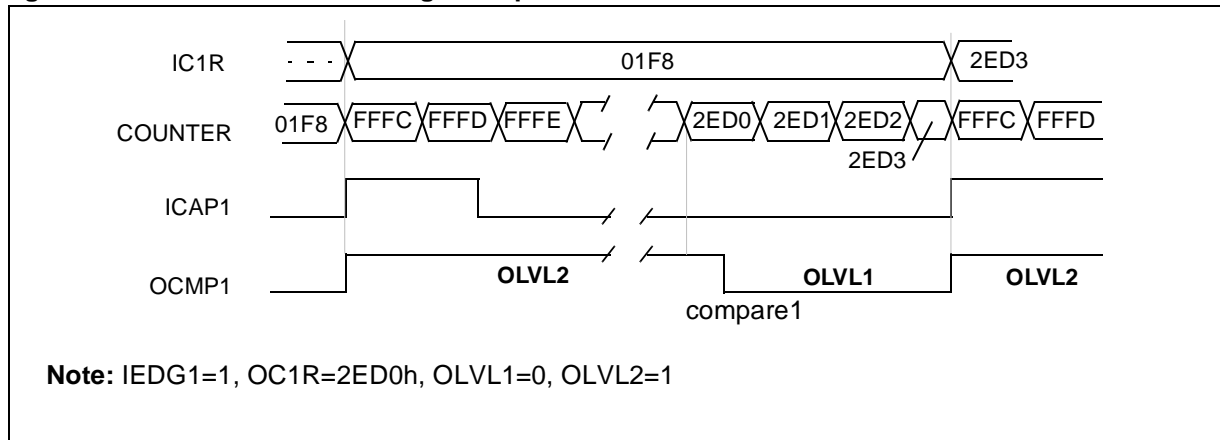 IC1R - - - 01F8 2ED3
COUNTER 01F8 FFFC FFFD FFFE 2ED0 2ED1 2ED2 FFFC FFFD
2ED3
ICAP1
OCMP1 OLVL2 OLVL1 OLVL2
compare1
Note: IEDG1=1, OC1R=2ED0h, OLVL1=0, OLVL2=1